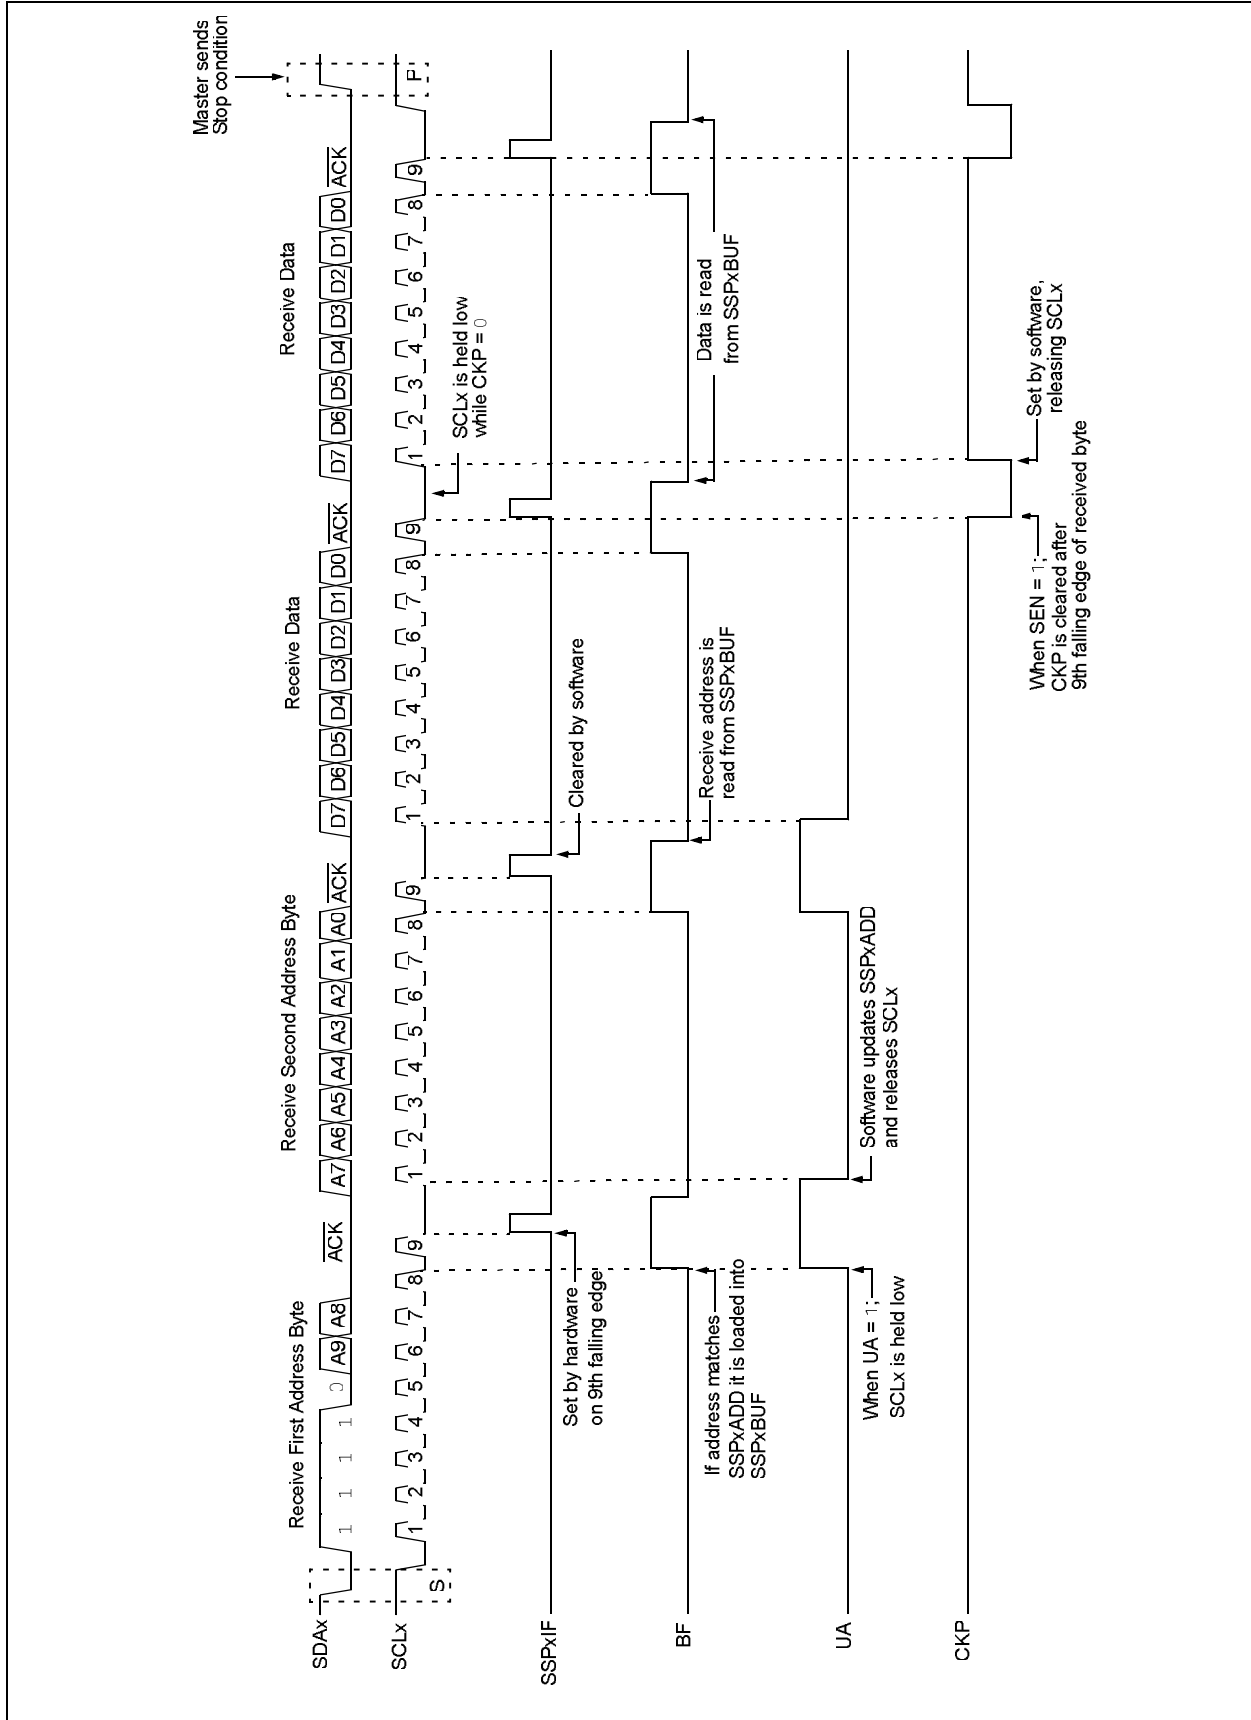 Master sends
Stop condition
Receive First Address Byte
Receive Second Address Byte
Receive Data
Receive Data
SDAx
1 1 1 1 0 A9 A8 ACK A7 A6 A5 A4 A3 A2 A1 A0 ACK D7 D6 D5 D4 D3 D2 D1 D0 ACK D7 D6 D5 D4 D3 D2 D1 D0 ACK
SCLx
S 1 2 3 4 5 6 7 8 9 1 2 3 4 5 6 7 8 9 1 2 3 4 5 6 7 8 9 1 2 3 4 5 6 7 8 9 P
SCLx is held low
while CKP = 0
SSPxIF
Set by hardware
on 9th falling edge
Cleared by software
BF
If address matches
SSPxADD it is loaded into
SSPxBUF
Receive address is
read from SSPxBUF
Data is read
from SSPxBUF
UA
When UA = 1;
SCLx is held low
Software updates SSPxADD
and releases SCLx
CKP
When SEN = 1;
CKP is cleared after
9th falling edge of received byte
Set by software,
releasing SCLx